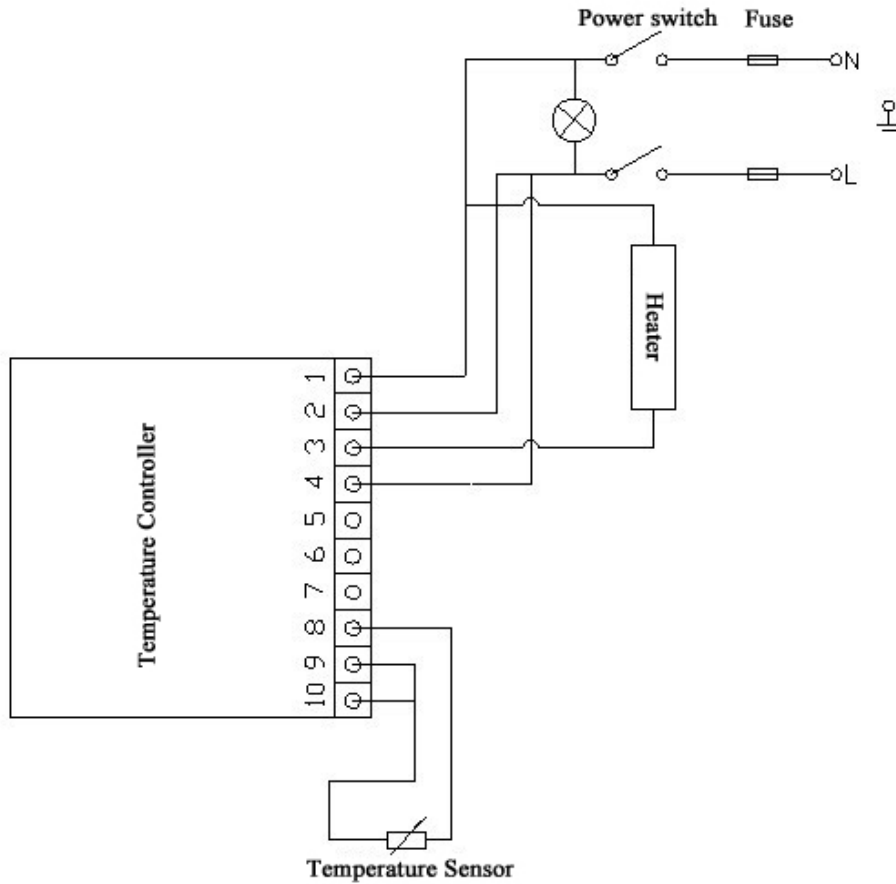 Power switch Fuse
N
L
Heater
Temperature Controller
1
2
3
4
5
6
7
8
9
10
Temperature Sensor